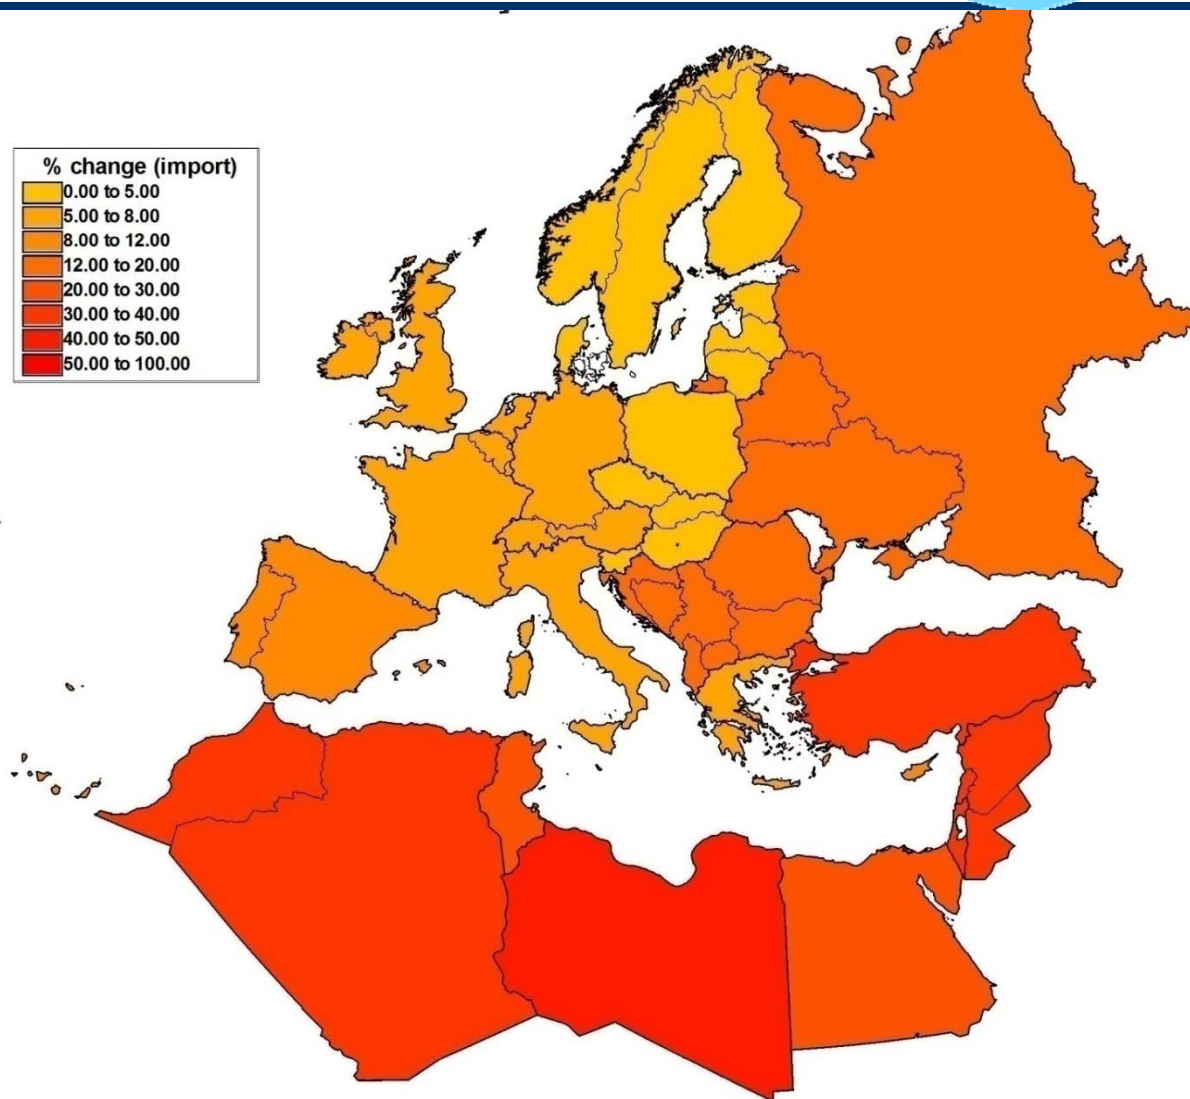 % change (import)
0.00 to 5.00
5.00 to 8.00
8.00 to 12.00
12.00 to 20.00
20.00 to 30.00
30.00 to 40.00
40.00 to 50.00
50.00 to 100.00